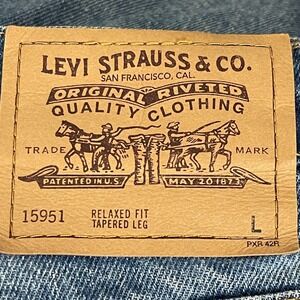 LEVI STRAUSS & CO.
SAN FRANCISCO, CAL.
ORIGINAL RIVETED
QUALITY CLOTHING
TRADE MARK
PATENTED IN U.S. MAY 20 1873
15951 RELAXED FIT
TAPERED LEG L
PXR 42R